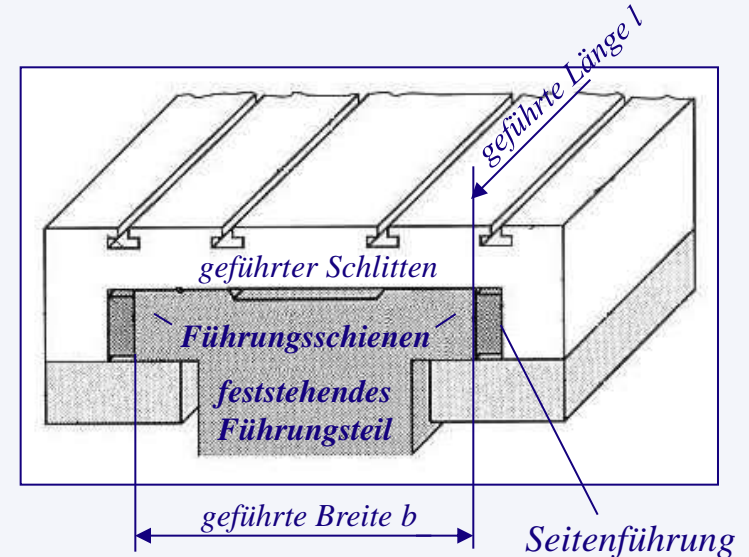 geführte Länge l
geführter Schlitten
Führungsschienen
feststehendes
Führungsteil
geführte Breite b
Seitenführung